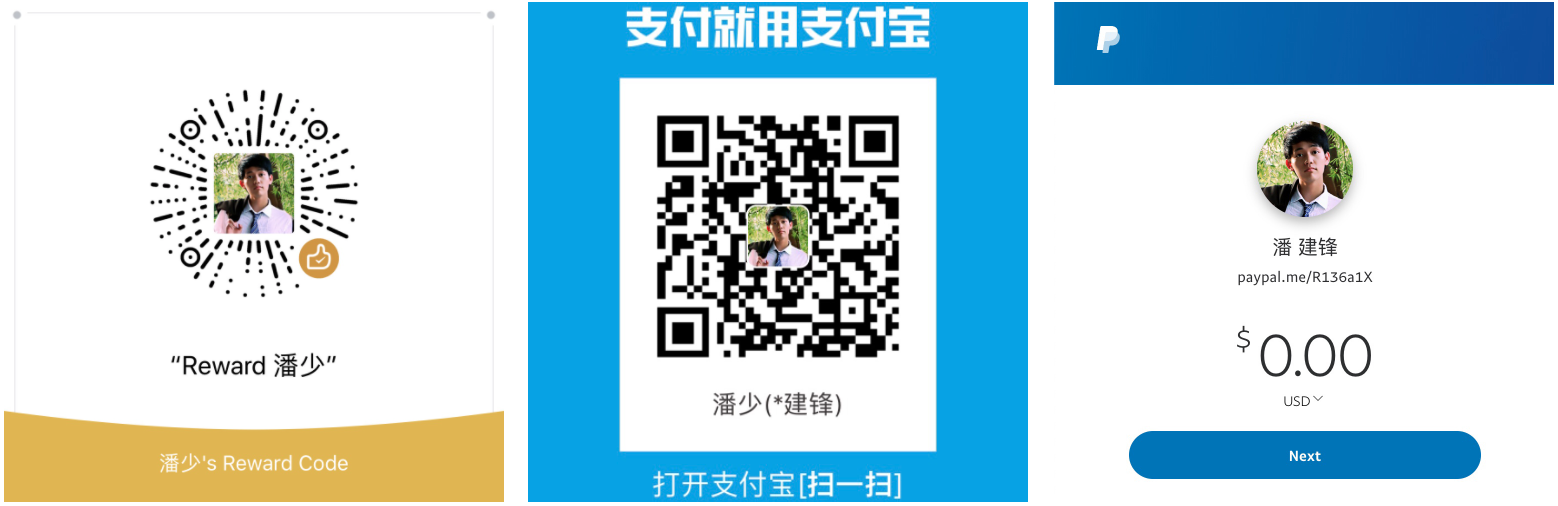 “Reward 潘少”
潘少's Reward Code
支付就用支付宝
潘少(*建锋)
打开支付宝[扫一扫]
潘 建锋
paypal.me/R136a1X
$0.00
USD
Next